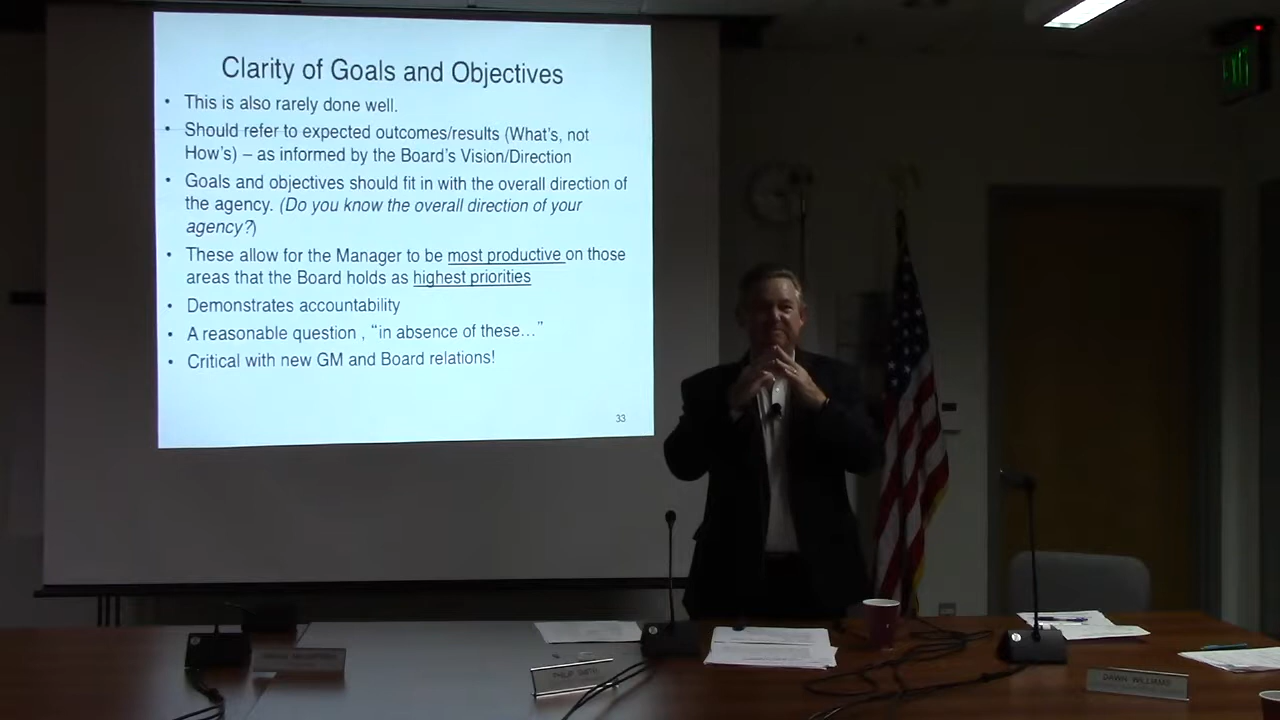 Clarity of Goals and Objectives
• This is also rarely done well.
• Should refer to expected outcomes/results (What's, not
How's) – as informed by the Board's Vision/Direction
• Goals and objectives should fit in with the overall direction of
the agency. (Do you know the overall direction of your
agency?)
• These allow for the Manager to be most productive on those
areas that the Board holds as highest priorities
• Demonstrates accountability
• A reasonable question , “in absence of these…”
• Critical with new GM and Board relations!
33
EXIT
PHILIP
DAWN WILLIAMS